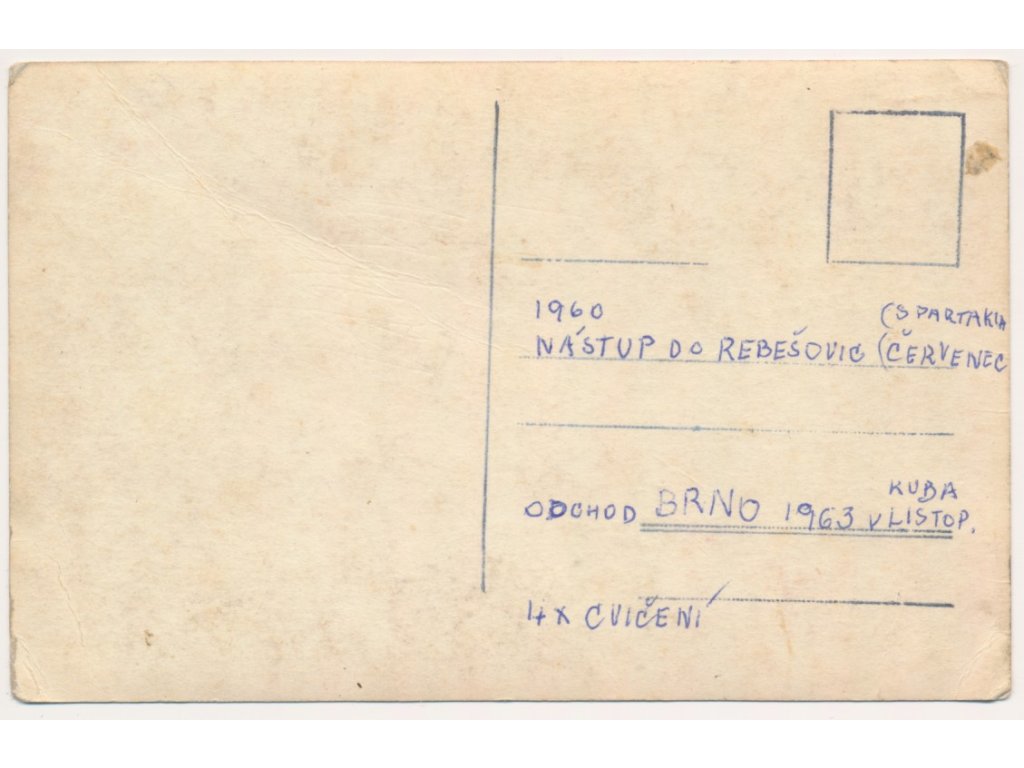 1960 (SPARTAKIA
NÁSTUP DO REBEŠOVIC (ČERVENEC
KUBA
ODCHOD BRNO 1963 V LISTOP.
4X CVIČENÍ